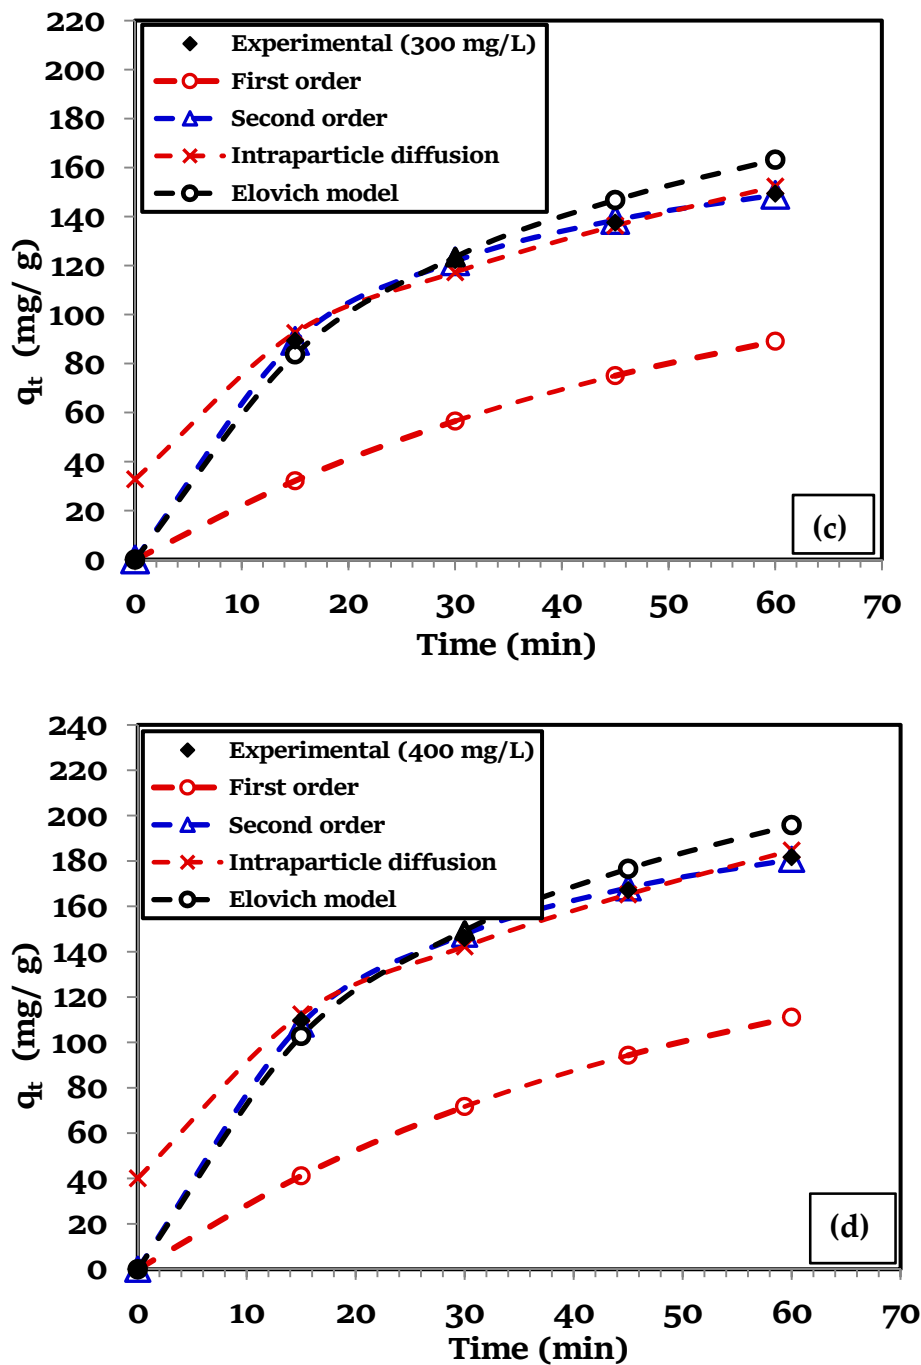 220
200
180
160
140
120
100
80
60
40
20
0
qt (mg/ g)
Experimental (300 mg/L)
First order
Second order
Intraparticle diffusion
Elovich model
(c)
0 10 20 30 40 50 60 70
Time (min)
240
220
200
180
160
140
120
100
80
60
40
20
0
qt (mg/ g)
Experimental (400 mg/L)
First order
Second order
Intraparticle diffusion
Elovich model
(d)
0 10 20 30 40 50 60 70
Time (min)